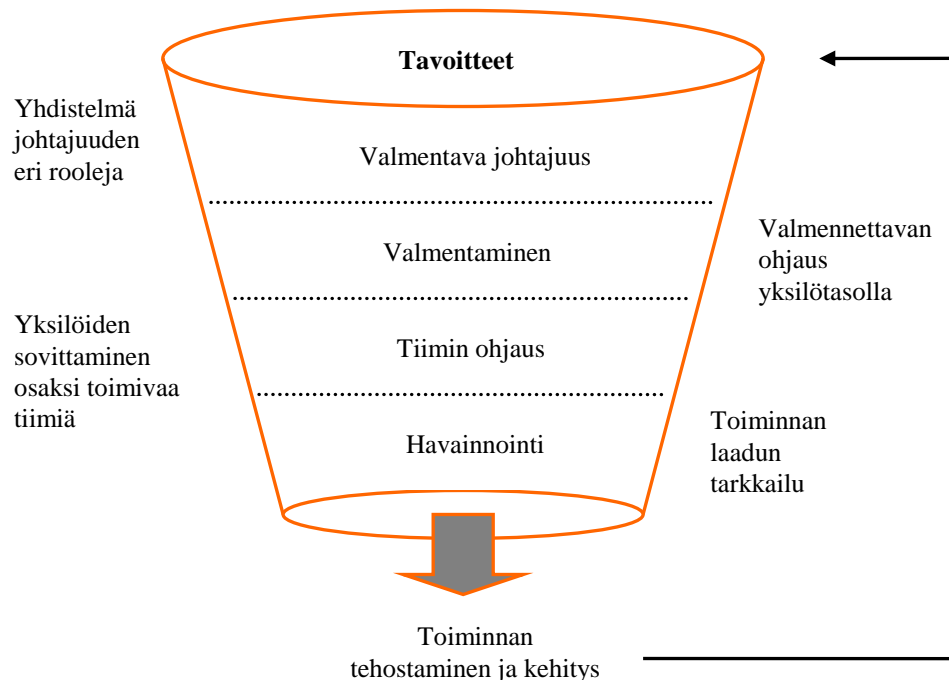 Tavoitteet
Yhdistelmä
johtajuuden
eri rooleja
Valmentava johtajuus
Valmentaminen
Valmennettavan
ohjaus
yksilötasolla
Yksilöiden
sovittaminen
osaksi toimivaa
tiimiä
Tiimin ohjaus
Havainnointi
Toiminnan
laadun
tarkkailu
Toiminnan
tehostaminen ja kehitys